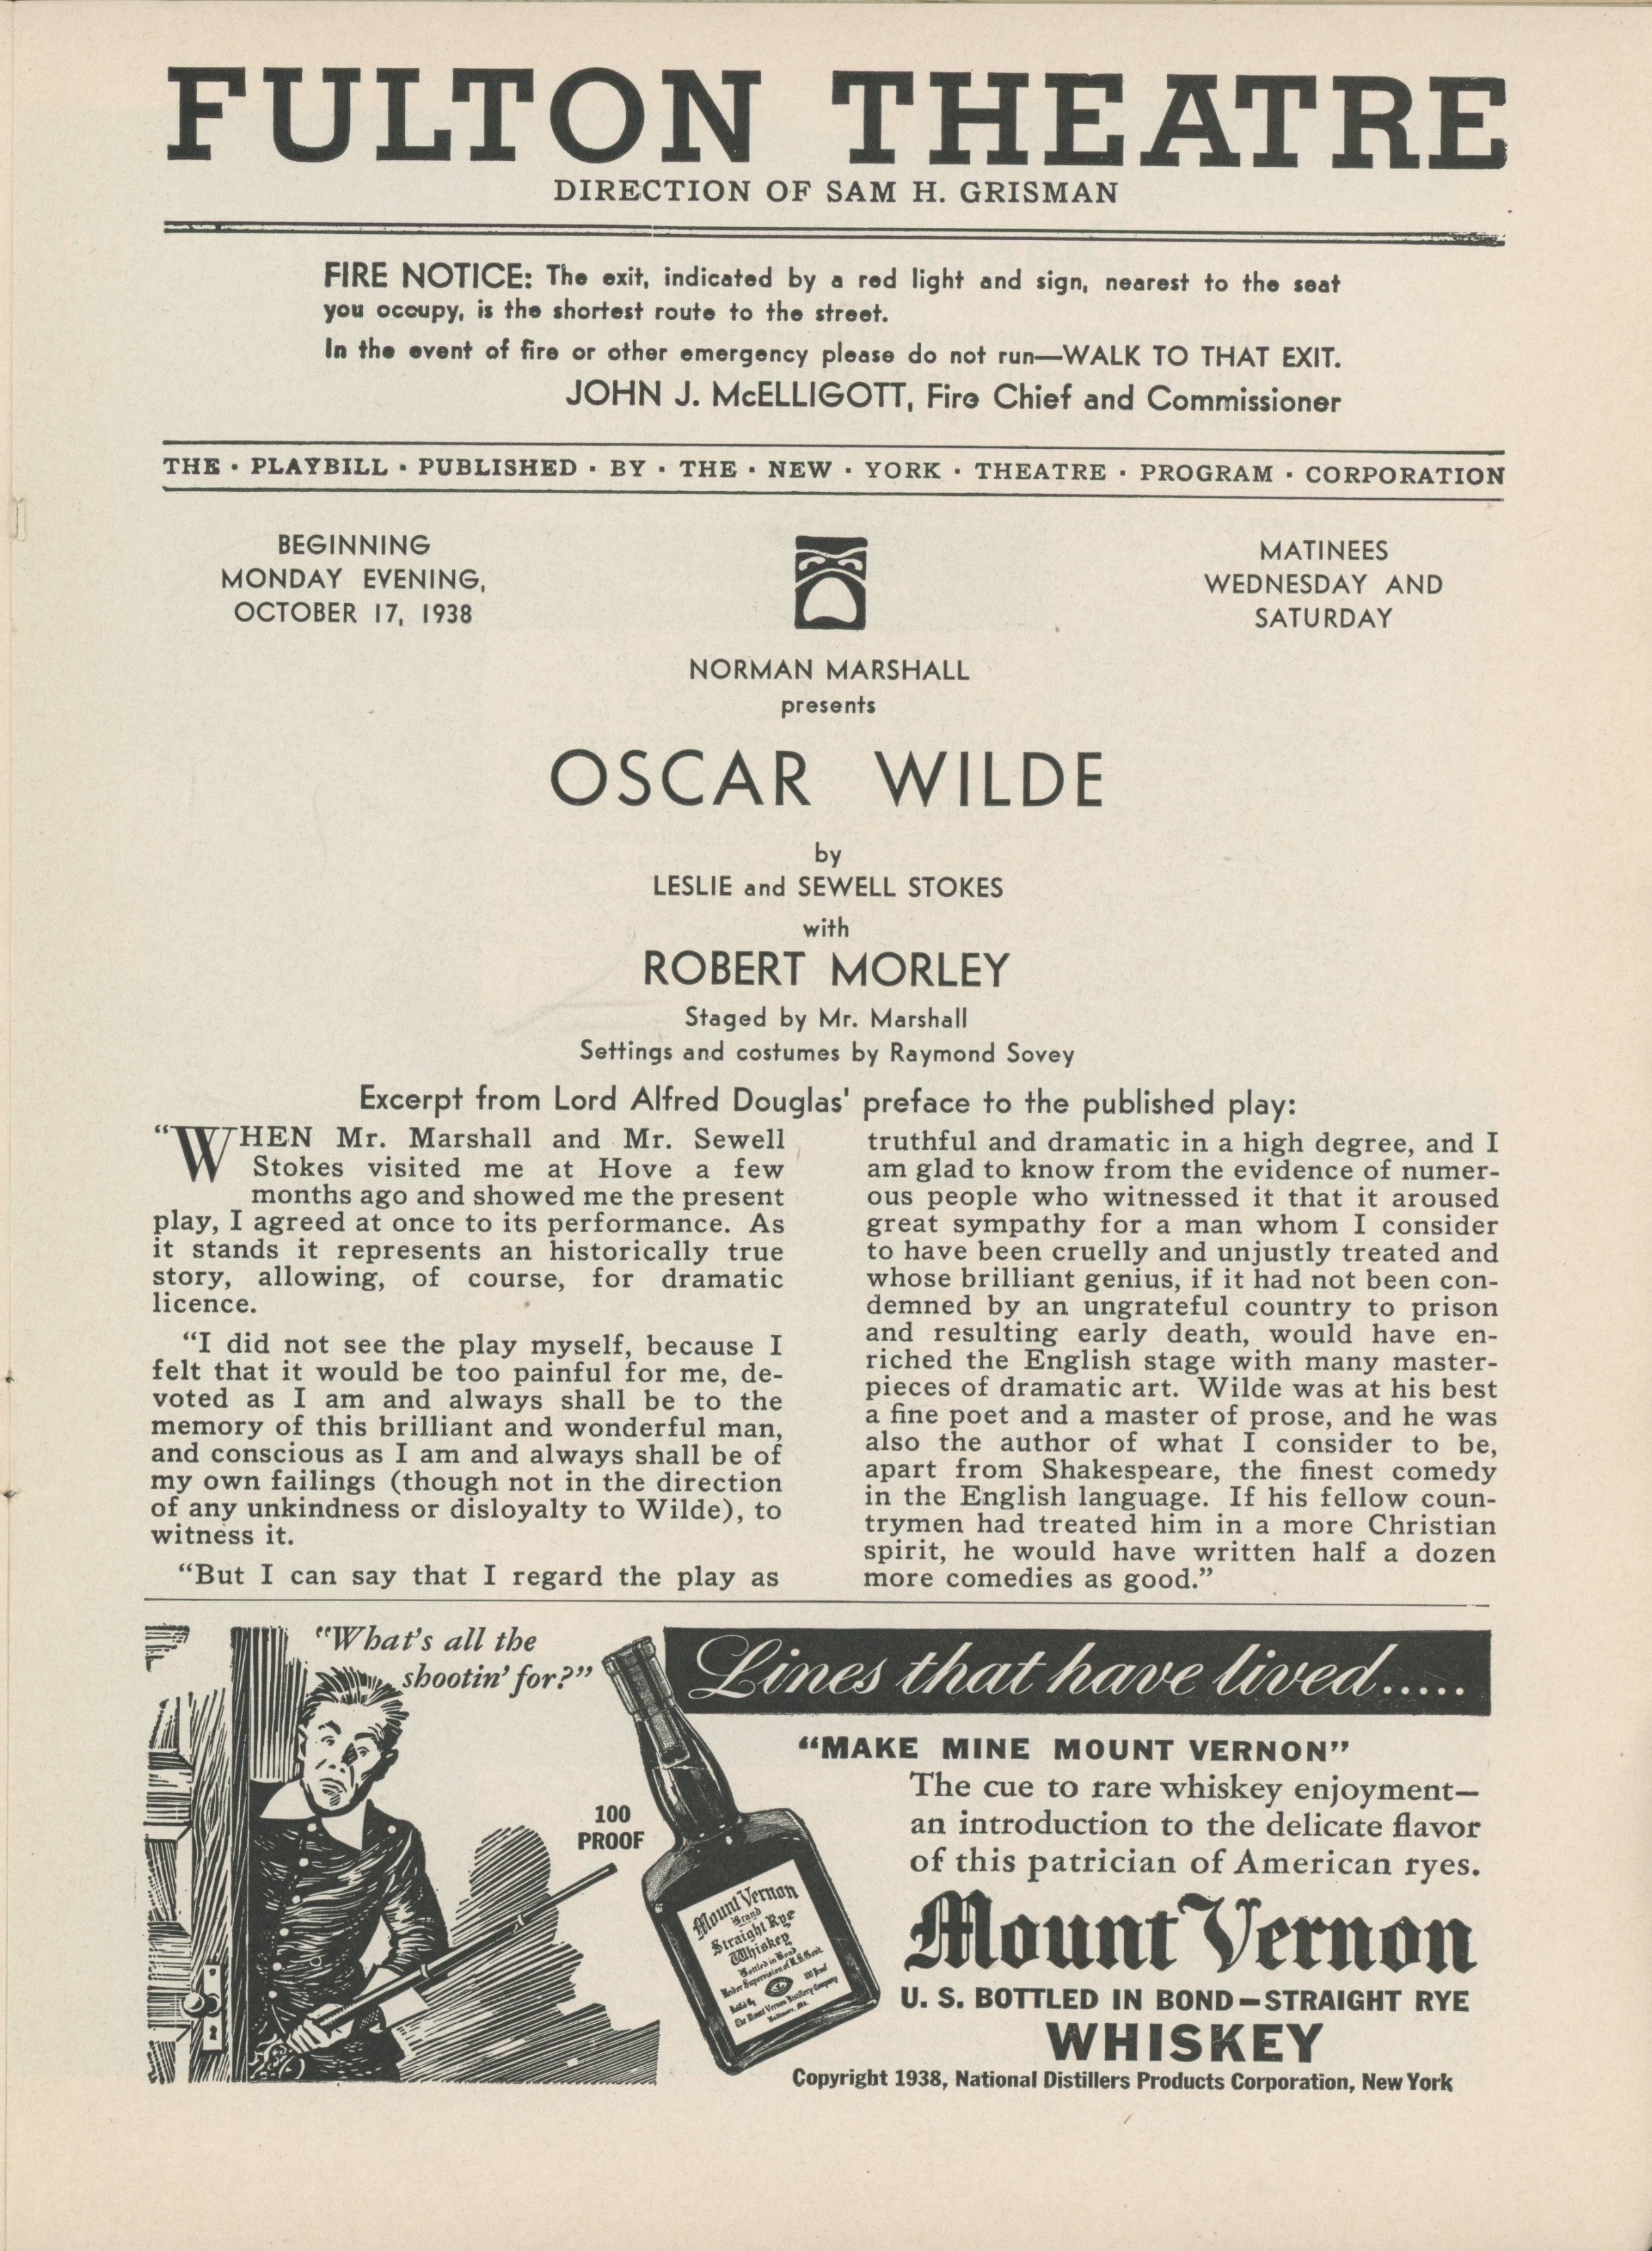 FULTON THEATRE
DIRECTION OF SAM H. GRISMAN
FIRE NOTICE: The exit, indicated by a red light and sign, nearest to the seat
you occupy, is the shortest route to the street.
In the event of fire or other emergency please do not run—WALK TO THAT EXIT.
JOHN J. McELLIGOTT, Fire Chief and Commissioner
THE · PLAYBILL · PUBLISHED · BY · THE · NEW · YORK · THEATRE · PROGRAM · CORPORATION
BEGINNING
MONDAY EVENING,
OCTOBER 17, 1938
MATINEES
WEDNESDAY AND
SATURDAY
NORMAN MARSHALL
presents
OSCAR WILDE
by
LESLIE and SEWELL STOKES
with
ROBERT MORLEY
Staged by Mr. Marshall
Settings and costumes by Raymond Sovey
Excerpt from Lord Alfred Douglas' preface to the published play:
“WHEN Mr. Marshall and Mr. Sewell
Stokes visited me at Hove a few
months ago and showed me the present
play, I agreed at once to its performance. As
it stands it represents an historically true
story, allowing, of course, for dramatic
licence.
“I did not see the play myself, because I
felt that it would be too painful for me, de-
voted as I am and always shall be to the
memory of this brilliant and wonderful man,
and conscious as I am and always shall be of
my own failings (though not in the direction
of any unkindness or disloyalty to Wilde), to
witness it.
“But I can say that I regard the play as
truthful and dramatic in a high degree, and I
am glad to know from the evidence of numer-
ous people who witnessed it that it aroused
great sympathy for a man whom I consider
to have been cruelly and unjustly treated and
whose brilliant genius, if it had not been con-
demned by an ungrateful country to prison
and resulting early death, would have en-
riched the English stage with many master-
pieces of dramatic art. Wilde was at his best
a fine poet and a master of prose, and he was
also the author of what I consider to be,
apart from Shakespeare, the finest comedy
in the English language. If his fellow coun-
trymen had treated him in a more Christian
spirit, he would have written half a dozen
more comedies as good.”
“What's all the
shootin' for?”
Lines that have lived.....
“MAKE MINE MOUNT VERNON”
The cue to rare whiskey enjoyment—
an introduction to the delicate flavor
of this patrician of American ryes.
100
PROOF
Mount Vernon
Brand
Straight Rye
Whiskey
Bottled in Bond
Under Supervision of U.S. Govt.
100 Proof
The Mount Vernon Distillery Company
Mount Vernon
U. S. BOTTLED IN BOND—STRAIGHT RYE
WHISKEY
Copyright 1938, National Distillers Products Corporation, New York